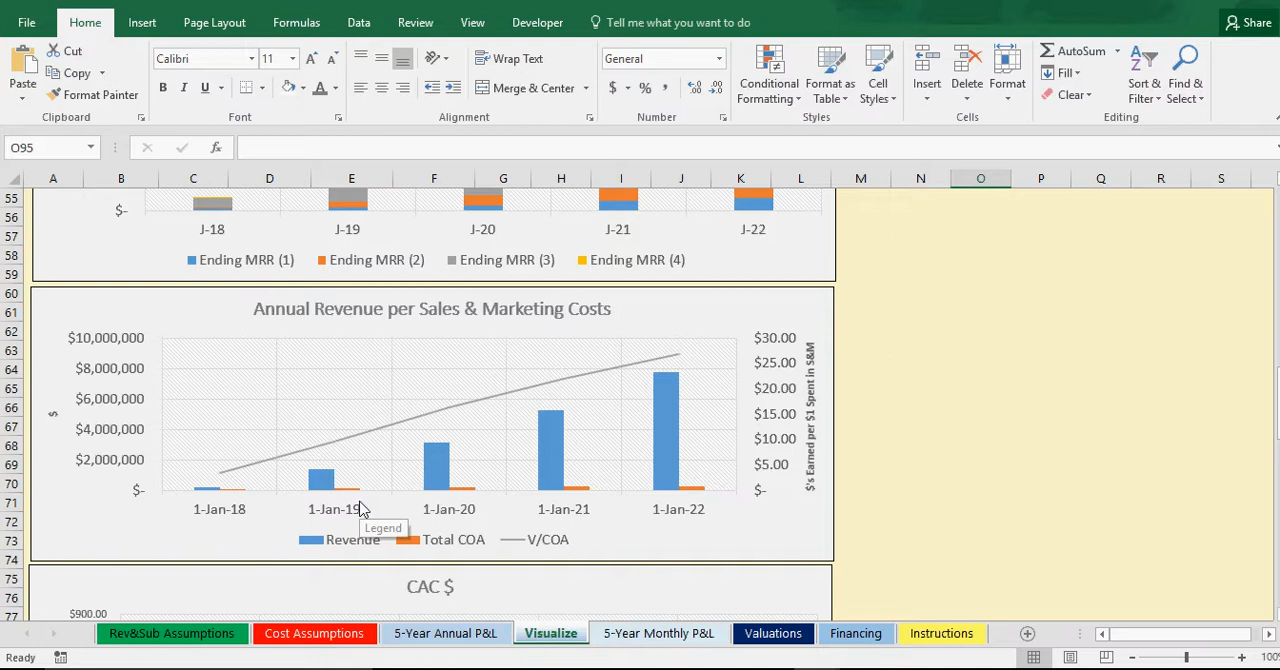 File Home Insert Page Layout Formulas Data Review View Developer Tell me what you want to do Share
Paste Cut Copy Format Painter Calibri 11 B I U A Wrap Text Merge & Center General $ % , Conditional Formatting Format as Table Cell Styles Insert Delete Format AutoSum Fill Clear Sort & Filter Find & Select
Clipboard Font Alignment Number Styles Cells Editing
O95 fx
A B C D E F G H I J K L M N O P Q R S
55
56 $-
57 J-18 J-19 J-20 J-21 J-22
58 Ending MRR (1) Ending MRR (2) Ending MRR (3) Ending MRR (4)
59
60
61 Annual Revenue per Sales & Marketing Costs
62 $10,000,000 $30.00
63 $25.00
64 $8,000,000
65 $20.00
66 $6,000,000 $15.00
67 $ $'s Earned per $1 Spent in S&M
68 $4,000,000 $10.00
69 $2,000,000 $5.00
70 $- $-
71 1-Jan-18 1-Jan-19 1-Jan-20 1-Jan-21 1-Jan-22
72 Legend
73 Revenue Total COA V/COA
74
75 CAC $
76
77 $900.00
Rev&Sub Assumptions Cost Assumptions 5-Year Annual P&L Visualize 5-Year Monthly P&L Valuations Financing Instructions
Ready 100%